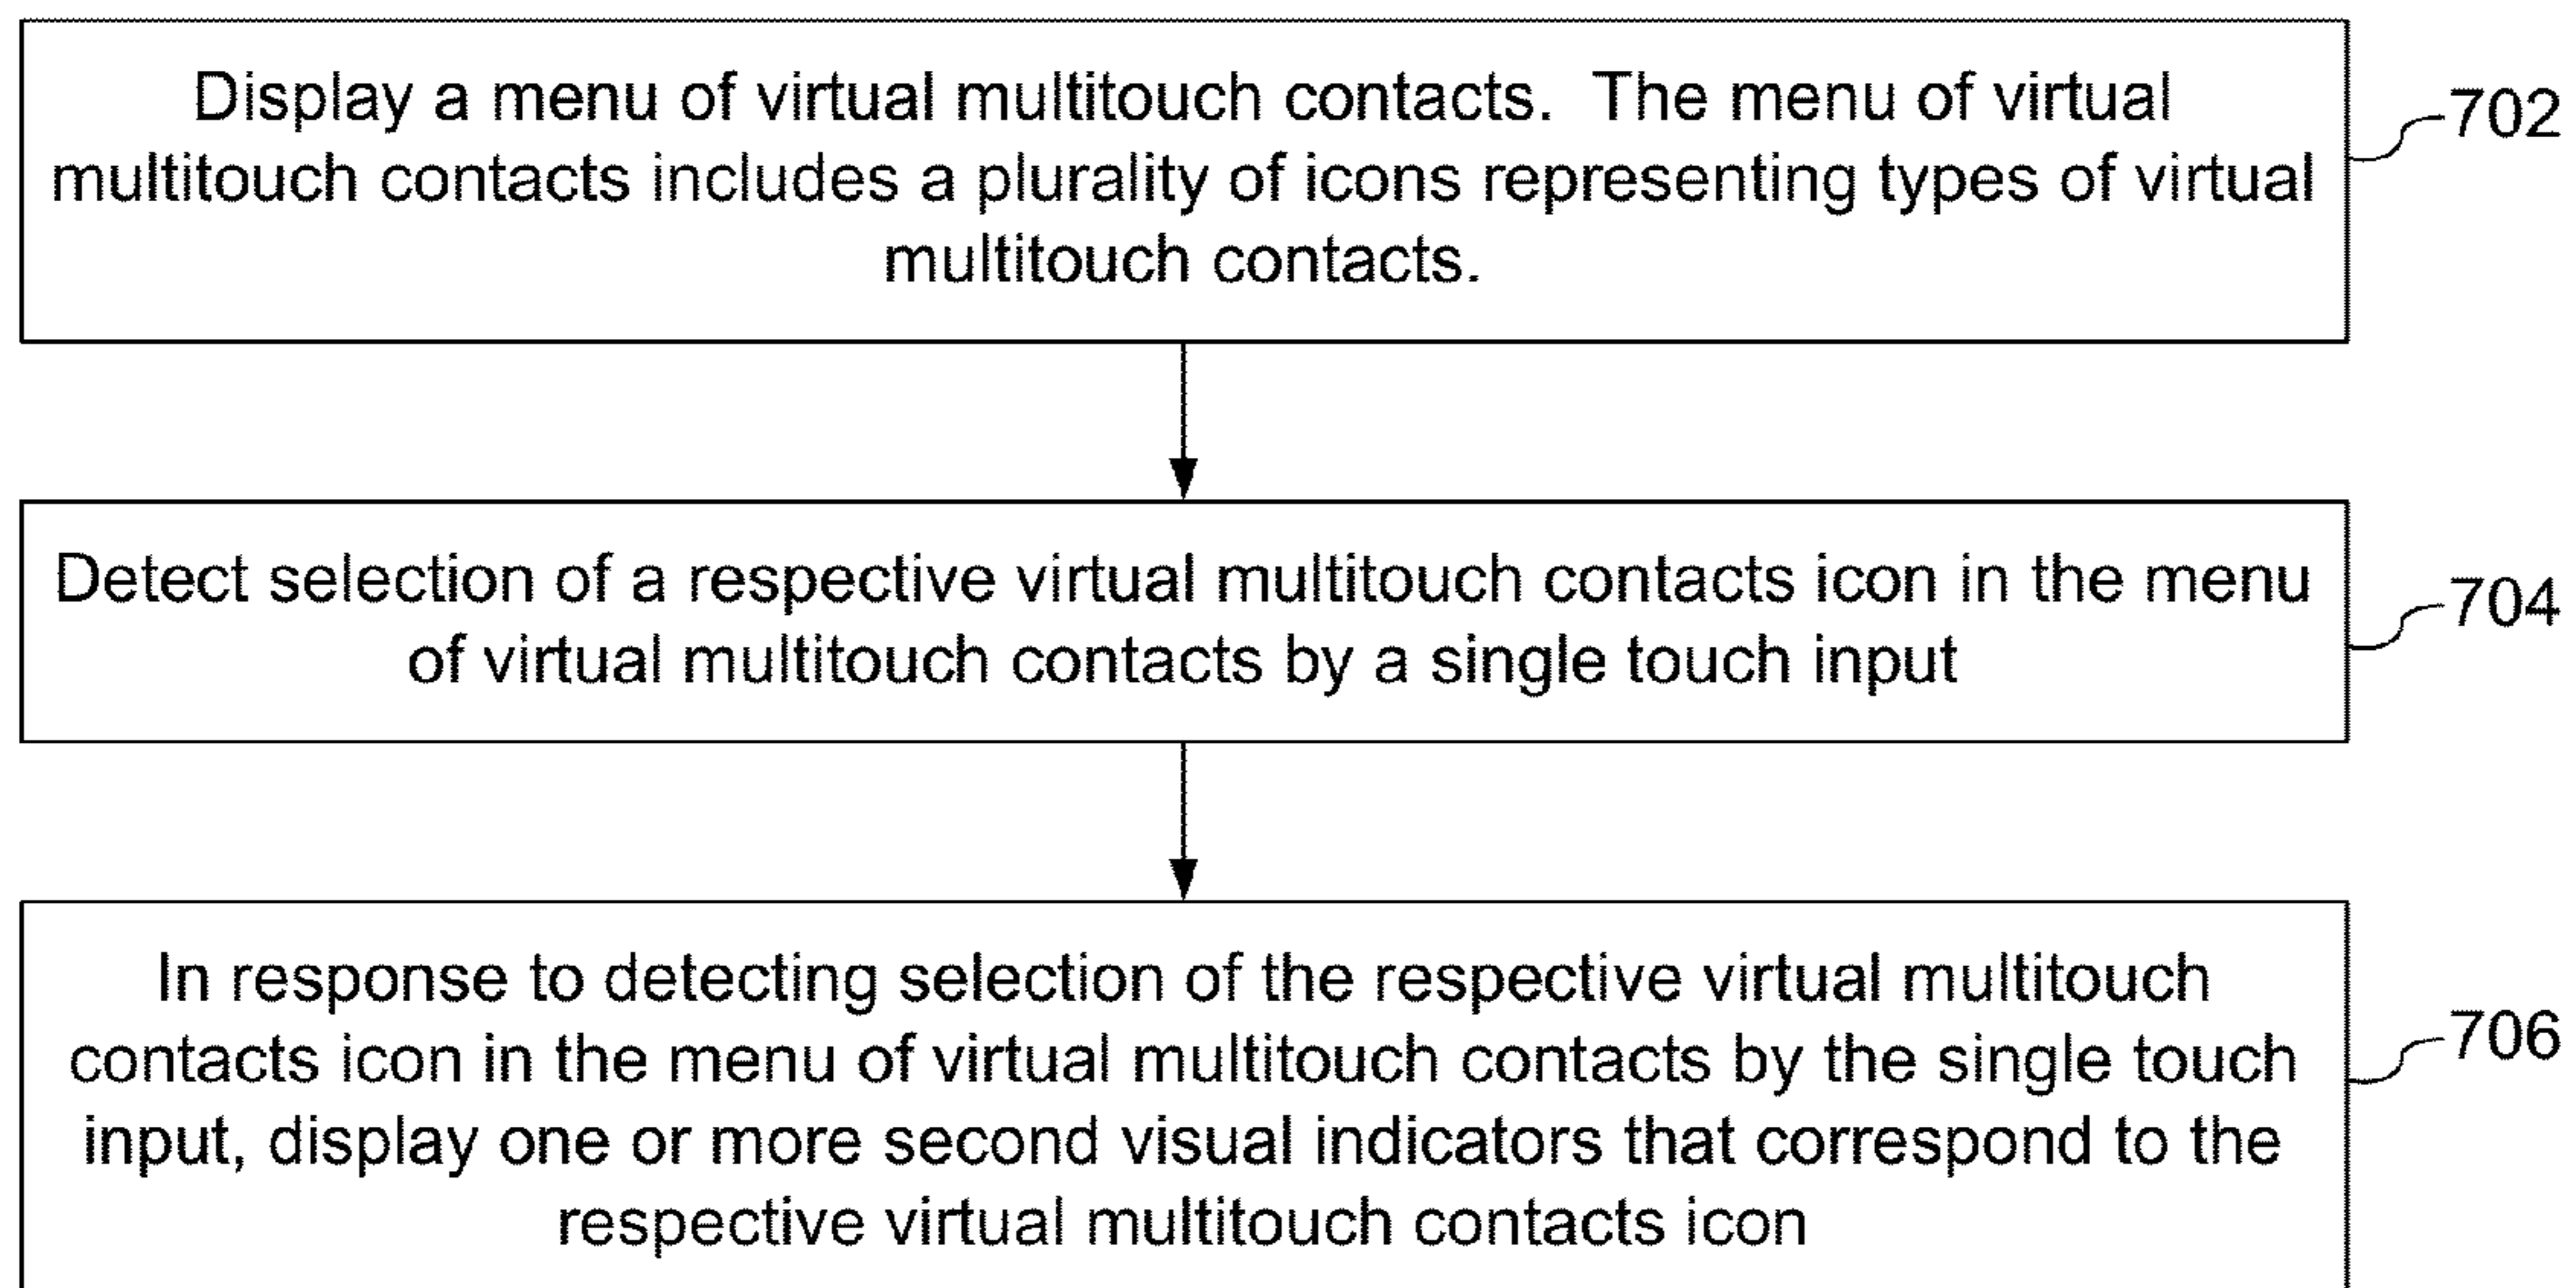 Display a menu of virtual multitouch contacts.  The menu of virtual
multitouch contacts includes a plurality of icons representing types of virtual
multitouch contacts.
702
Detect selection of a respective virtual multitouch contacts icon in the menu
of virtual multitouch contacts by a single touch input
704
In response to detecting selection of the respective virtual multitouch
contacts icon in the menu of virtual multitouch contacts by the single touch
input, display one or more second visual indicators that correspond to the
respective virtual multitouch contacts icon
706